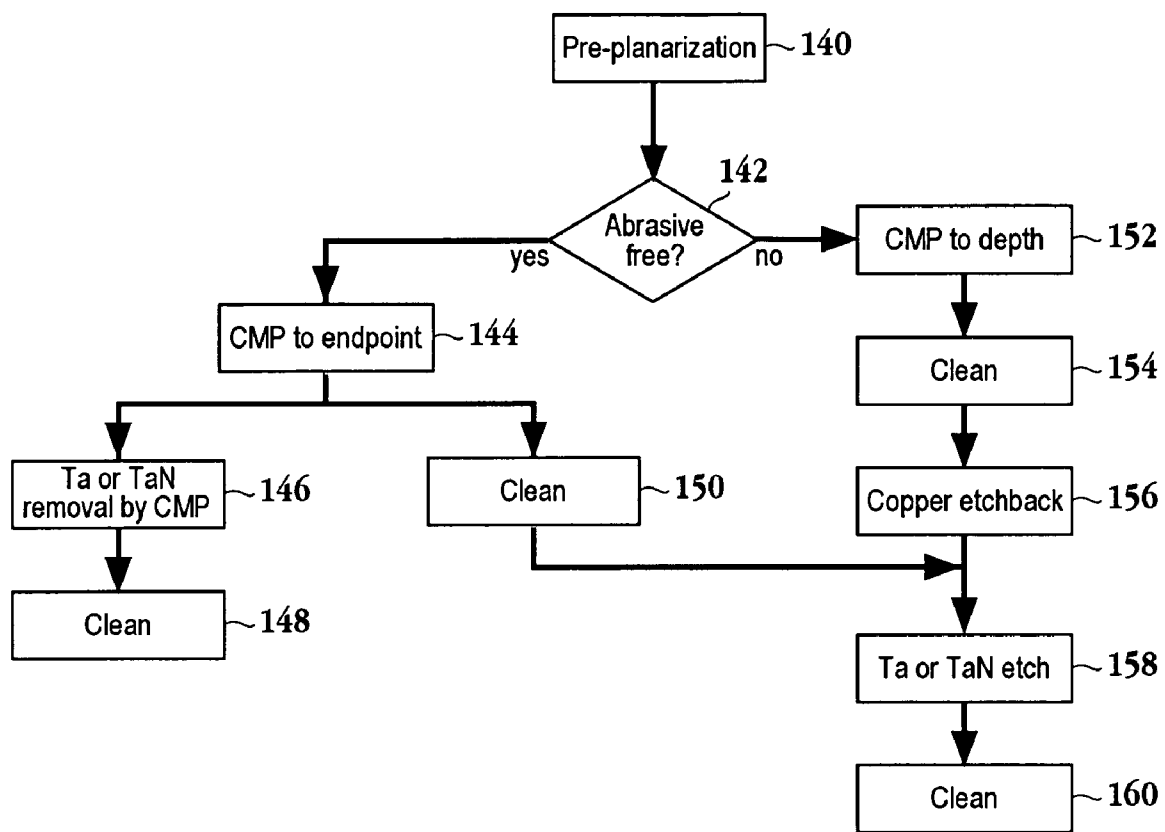 Pre-planarization
140
142
Abrasive
free?
yes
no
CMP to depth
152
CMP to endpoint
144
Clean
154
Ta or TaN
removal by CMP
146
Clean
150
Copper etchback
156
Clean
148
Ta or TaN etch
158
Clean
160